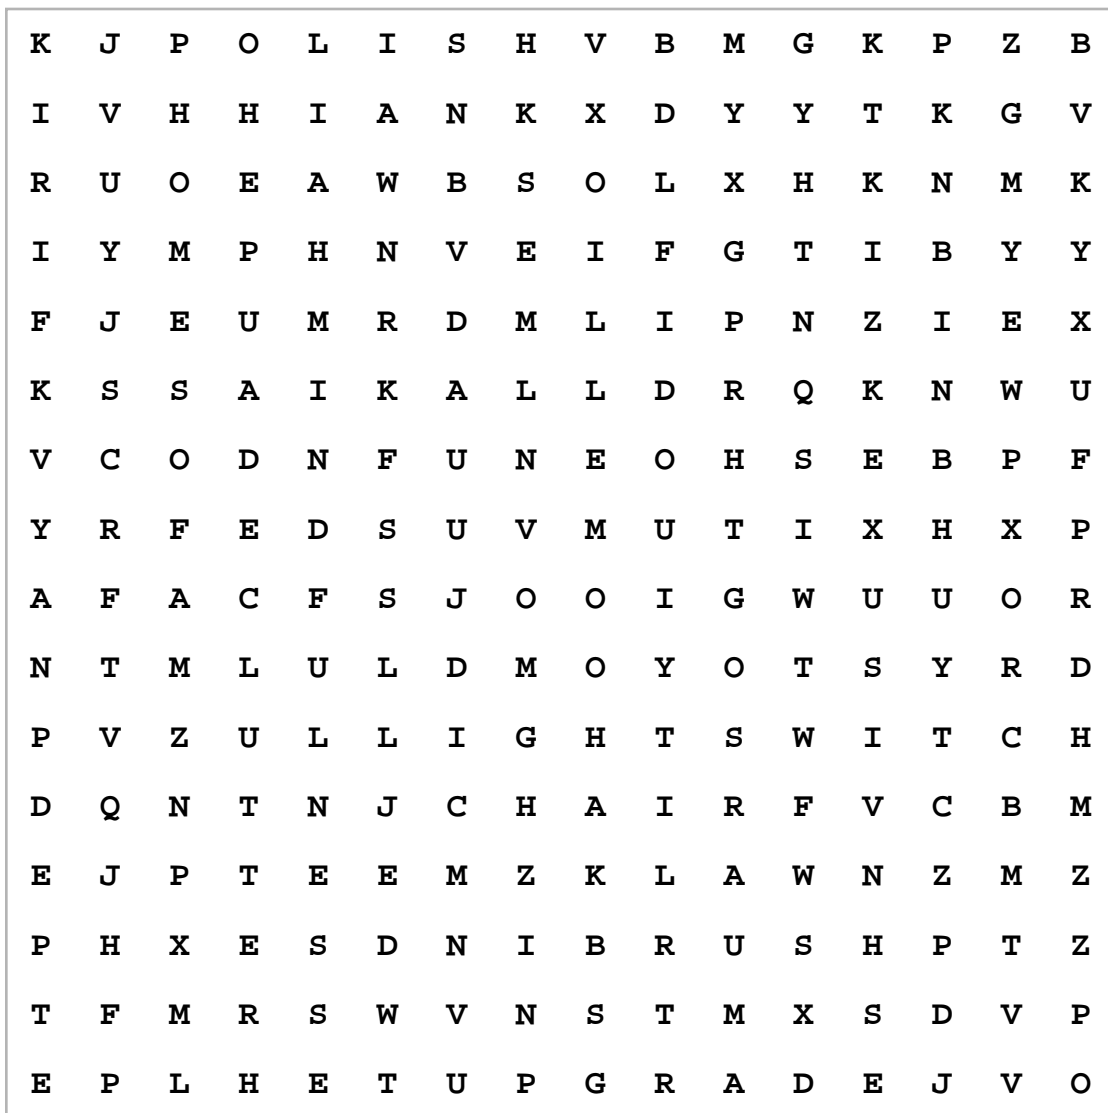 K J P O L I S H V B M G K P Z B
I V H H I A N K X D Y Y T K G V
R U O E A W B S O L X H K N M K
I Y M P H N V E I F G T I B Y Y
F J E U M R D M L I P N Z I E X
K S S A I K A L L D R Q K N W U
V C O D N F U N E O H S E B P F
Y R F E D S U V M U T I X H X P
A F A C F S J O O I G W U U O R
N T M L U L D M O Y O T S Y R D
P V Z U L L I G H T S W I T C H
D Q N T N J C H A I R F V C B M
E J P T E E M Z K L A W N Z M Z
P H X E S D N I B R U S H P T Z
T F M R S W V N S T M X S D V P
E P L H E T U P G R A D E J V O